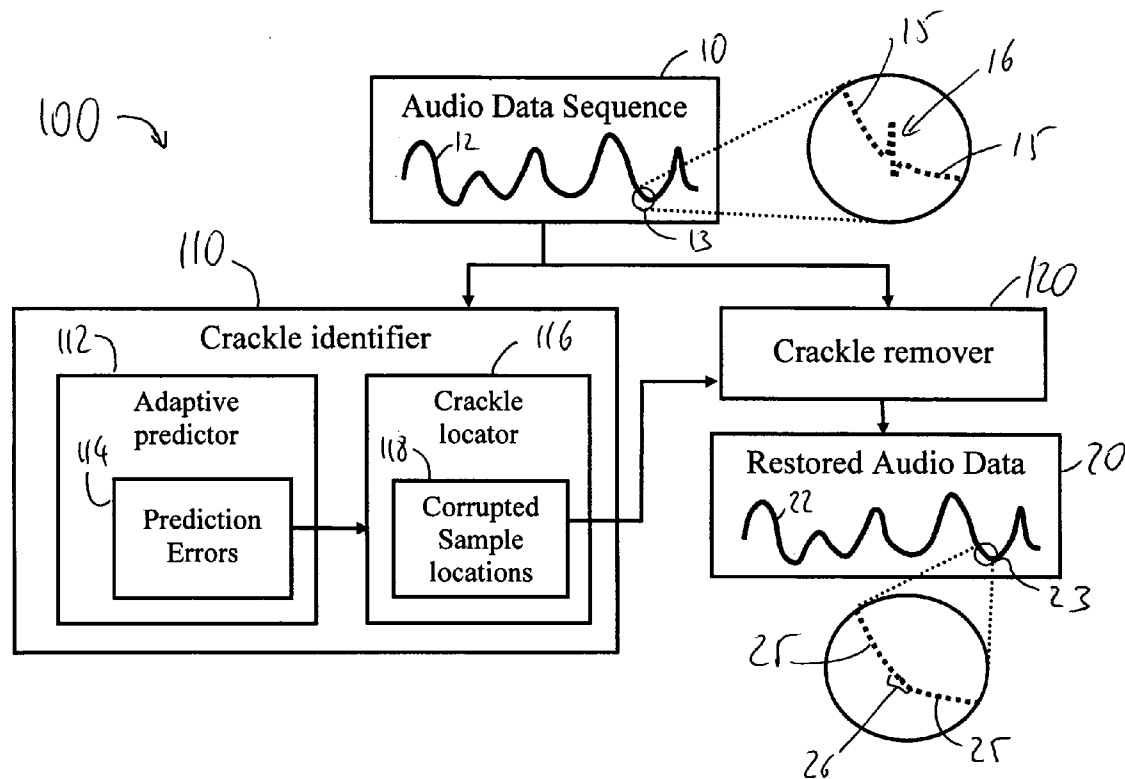 10
15
16
15
100
Audio Data Sequence
12
13
110
120
Crackle identifier
112
116
Crackle remover
Adaptive
predictor
Crackle
locator
114
118
Prediction
Errors
Corrupted
Sample
locations
Restored Audio Data
20
22
23
25
26
25